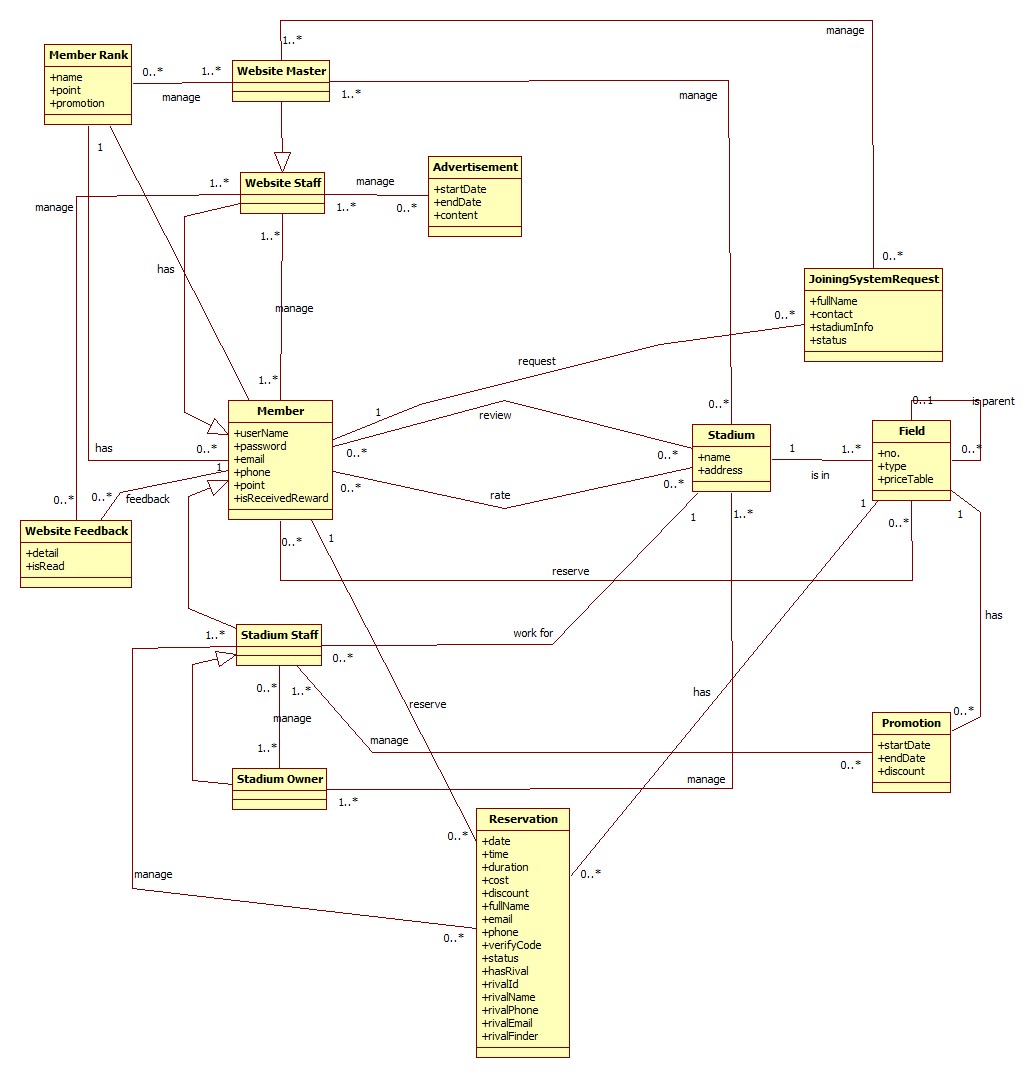 manage
1..*
Member Rank
+name
+point
+promotion
0..*
1..*
manage
Website Master
1..*
manage
1
Website Staff
1..*
manage
1..*
0..*
Advertisement
+startDate
+endDate
+content
manage
1..*
has
manage
0..*
JoiningSystemRequest
+fullName
+contact
+stadiumInfo
+status
0..*
request
1..*
1
review
0..*
Member
+userName
+password
+email
+phone
+point
+isReceivedReward
has
0..*
1
0..*
0..*
0..*
0..*
rate
Stadium
+name
+address
1
1..*
is in
0..1
is parent
Field
+no.
+type
+priceTable
0..*
0..*
0..*
feedback
Website Feedback
+detail
+isRead
0..*
1
1
1..*
1
0..*
1
reserve
has
1..*
Stadium Staff
0..*
work for
0..*
1..*
manage
1..*
reserve
has
manage
0..*
0..*
Promotion
+startDate
+endDate
+discount
Stadium Owner
1..*
manage
Reservation
+date
+time
+duration
+cost
+discount
+fullName
+email
+phone
+verifyCode
+status
+hasRival
+rivalId
+rivalName
+rivalPhone
+rivalEmail
+rivalFinder
0..*
0..*
manage
0..*